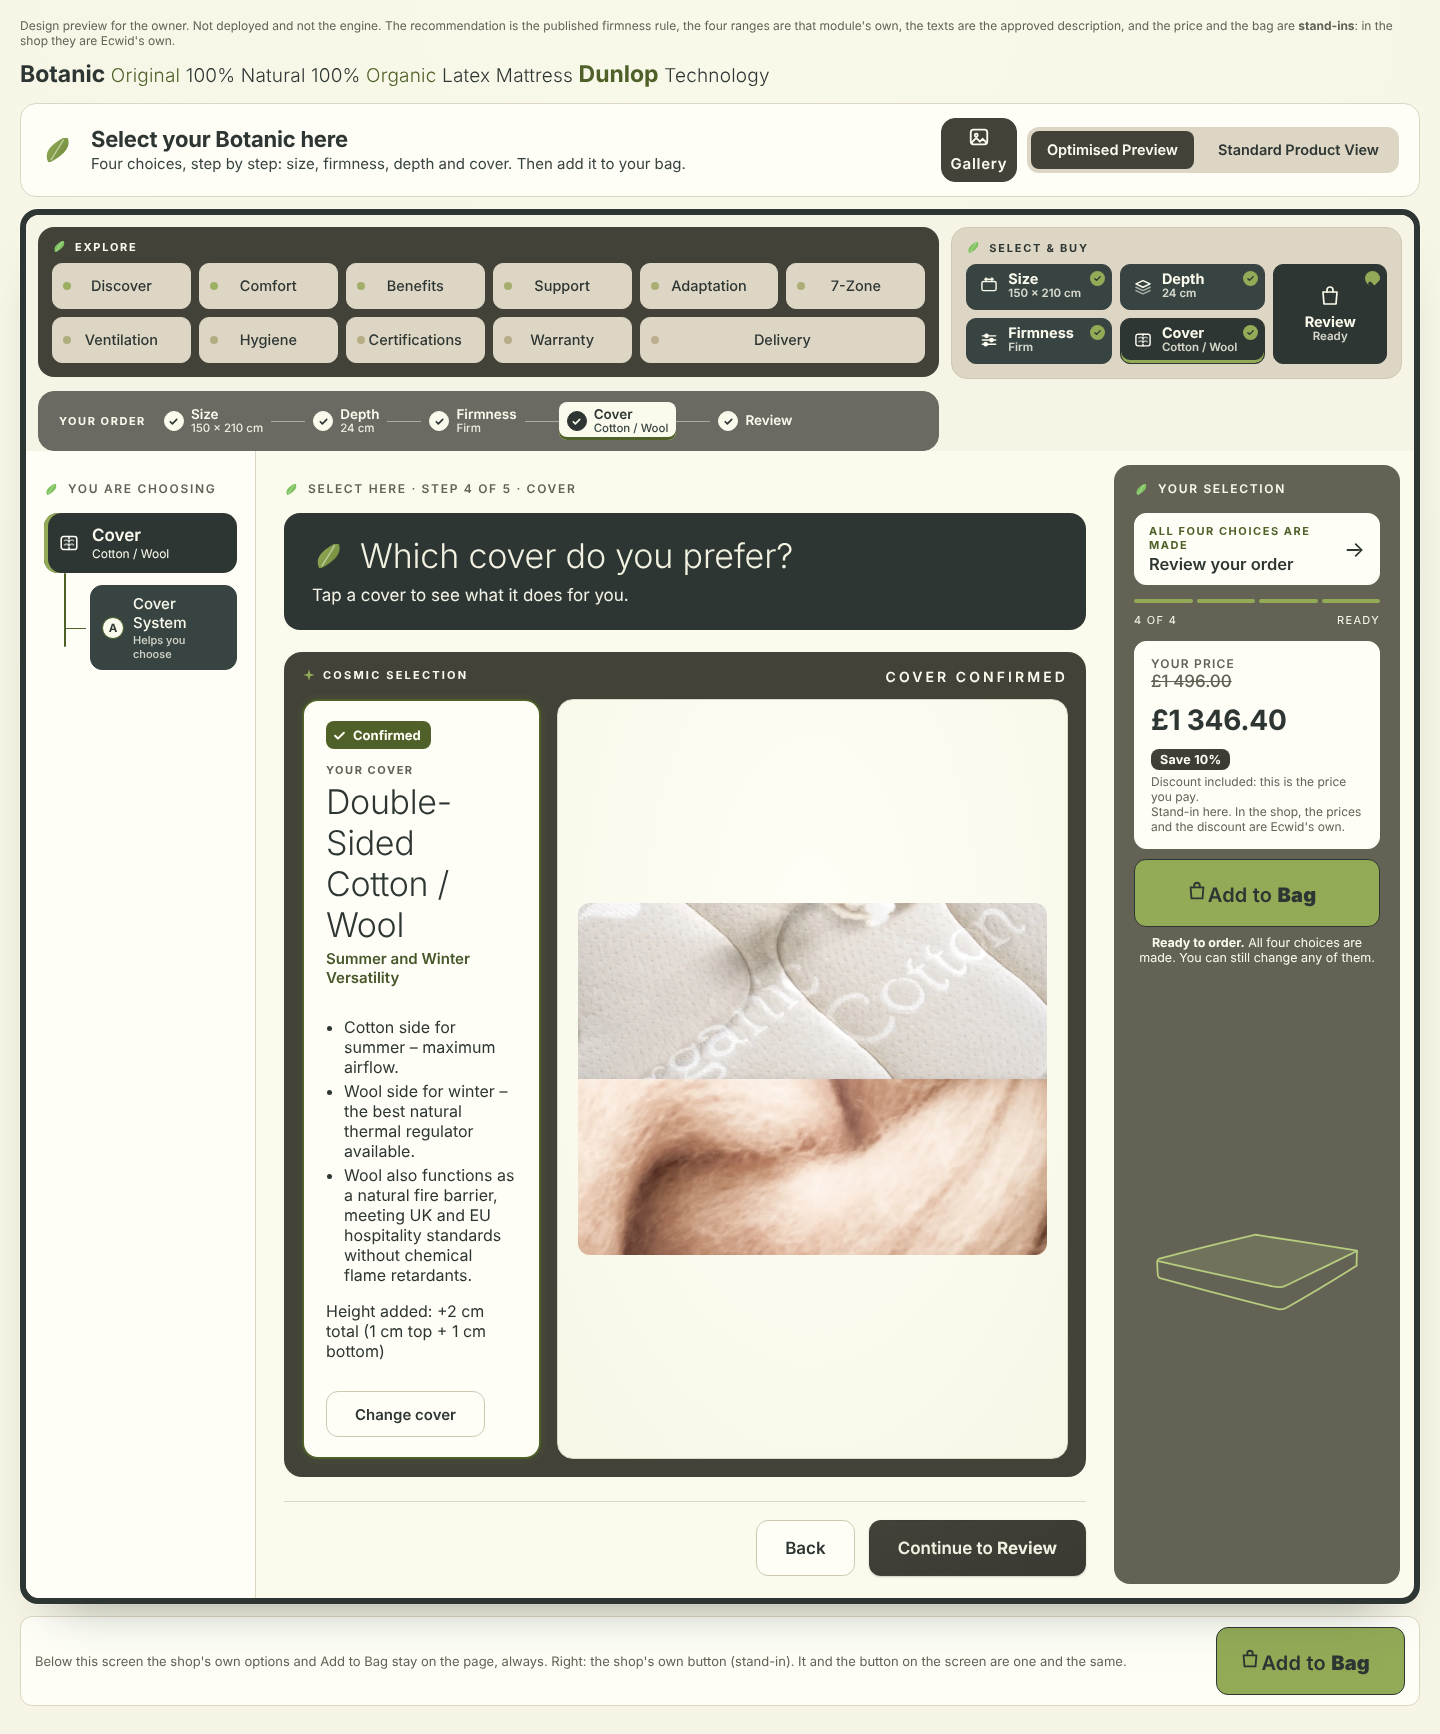 Design preview for the owner. Not deployed and not the engine. The recommendation is the published firmness rule, the four ranges are that module's own, the texts are the approved description, and the price and the bag are stand-ins: in the
shop they are Ecwid's own.
Botanic Original 100% Natural 100% Organic Latex Mattress Dunlop Technology
Select your Botanic here
Four choices, step by step: size, firmness, depth and cover. Then add it to your bag.
Gallery
Optimised Preview
Standard Product View
EXPLORE
Discover
Comfort
Benefits
Support
Adaptation
7-Zone
Ventilation
Hygiene
Certifications
Warranty
Delivery
SELECT & BUY
Size
150 × 210 cm
Depth
24 cm
Firmness
Firm
Cover
Cotton / Wool
Review
Ready
YOUR ORDER
Size
150 × 210 cm
Depth
24 cm
Firmness
Firm
Cover
Cotton / Wool
Review
YOU ARE CHOOSING
Cover
Cotton / Wool
A
Cover
System
Helps you
choose
SELECT HERE · STEP 4 OF 5 · COVER
Which cover do you prefer?
Tap a cover to see what it does for you.
COSMIC SELECTION
COVER CONFIRMED
Confirmed
YOUR COVER
Double-
Sided
Cotton /
Wool
Summer and Winter
Versatility
• Cotton side for
summer – maximum
airflow.
• Wool side for winter –
the best natural
thermal regulator
available.
• Wool also functions as
a natural fire barrier,
meeting UK and EU
hospitality standards
without chemical
flame retardants.
Height added: +2 cm
total (1 cm top + 1 cm
bottom)
Change cover
ganic Cotton
Back
Continue to Review
YOUR SELECTION
ALL FOUR CHOICES ARE
MADE
Review your order
4 OF 4
READY
YOUR PRICE
£1 496.00
£1 346.40
Save 10%
Discount included: this is the price
you pay.
Stand-in here. In the shop, the prices
and the discount are Ecwid's own.
Add to Bag
Ready to order. All four choices are
made. You can still change any of them.
Below this screen the shop's own options and Add to Bag stay on the page, always. Right: the shop's own button (stand-in). It and the button on the screen are one and the same.
Add to Bag